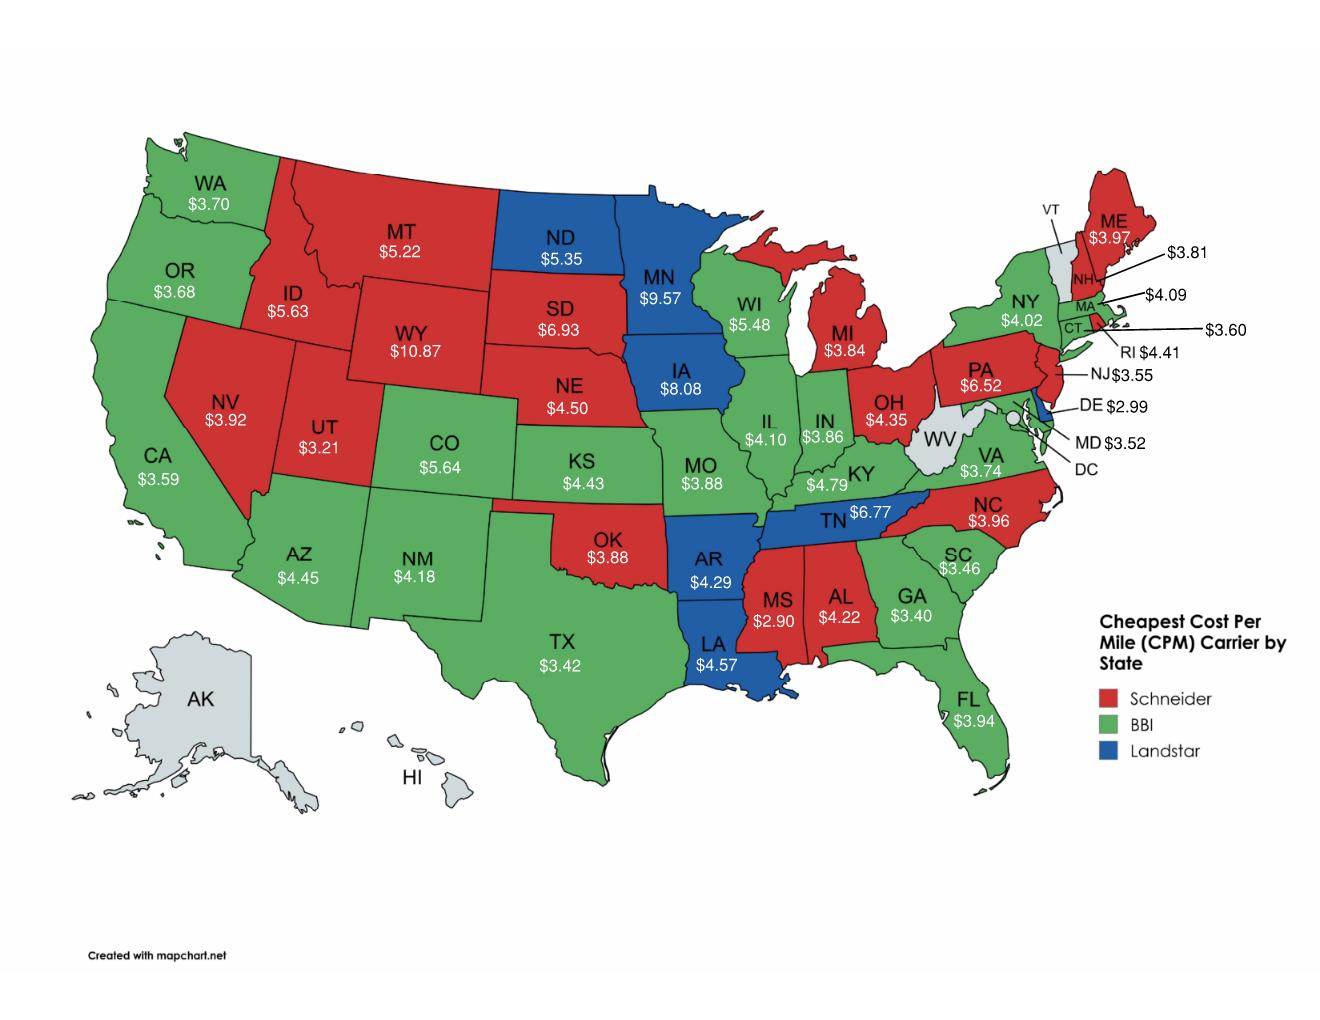 WA
$3.70
OR
$3.68
CA
$3.59
NV
$3.92
ID
$5.63
MT
$5.22
WY
$10.87
UT
$3.21
AZ
$4.45
CO
$5.64
NM
$4.18
ND
$5.35
SD
$6.93
NE
$4.50
KS
$4.43
OK
$3.88
TX
$3.42
MN
$9.57
IA
$8.08
MO
$3.88
AR
$4.29
LA
$4.57
WI
$5.48
IL
$4.10
IN
$3.86
MI
$3.84
OH
$4.35
KY
$4.79
TN $6.77
MS
$2.90
AL
$4.22
GA
$3.40
FL
$3.94
SC
$3.46
NC
$3.96
VA
$3.74
WV
PA
$6.52
NY
$4.02
VT
ME
$3.97
NH $3.81
MA $4.09
CT $3.60
RI $4.41
NJ $3.55
DE $2.99
MD $3.52
DC
AK
HI
Cheapest Cost Per
Mile (CPM) Carrier by
State
Schneider
BBI
Landstar
Created with mapchart.net